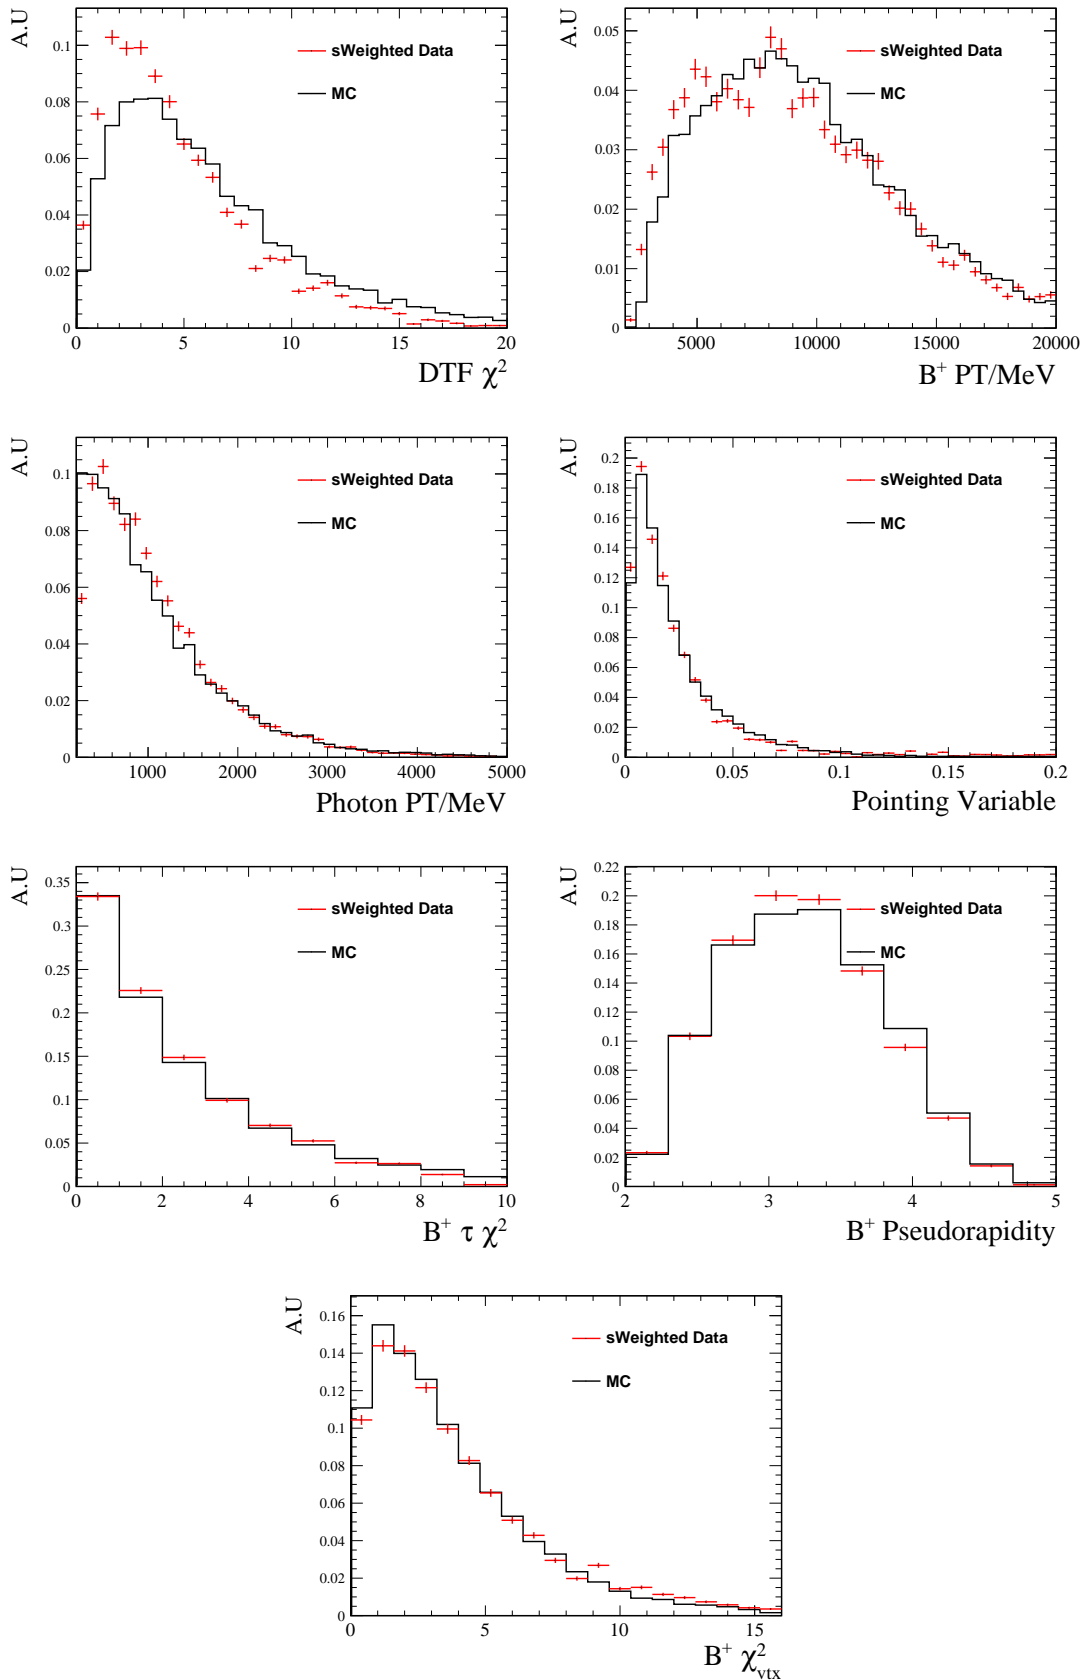 A.U
0.1
0.08
0.06
0.04
0.02
0
0 5 10 15 20
sWeighted Data
MC
DTF χ²
A.U
0.05
0.04
0.03
0.02
0.01
0
5000 10000 15000 20000
sWeighted Data
MC
B⁺ PT/MeV
A.U
0.1
0.08
0.06
0.04
0.02
0
1000 2000 3000 4000 5000
sWeighted Data
MC
Photon PT/MeV
A.U
0.2
0.18
0.16
0.14
0.12
0.1
0.08
0.06
0.04
0.02
0
0 0.05 0.1 0.15 0.2
sWeighted Data
MC
Pointing Variable
A.U
0.35
0.3
0.25
0.2
0.15
0.1
0.05
0
0 2 4 6 8 10
sWeighted Data
MC
B⁺ τ χ²
A.U
0.22
0.2
0.18
0.16
0.14
0.12
0.1
0.08
0.06
0.04
0.02
0
2 3 4 5
sWeighted Data
MC
B⁺ Pseudorapidity
A.U
0.16
0.14
0.12
0.1
0.08
0.06
0.04
0.02
0
0 5 10 15
sWeighted Data
MC
B⁺ χ²vtx